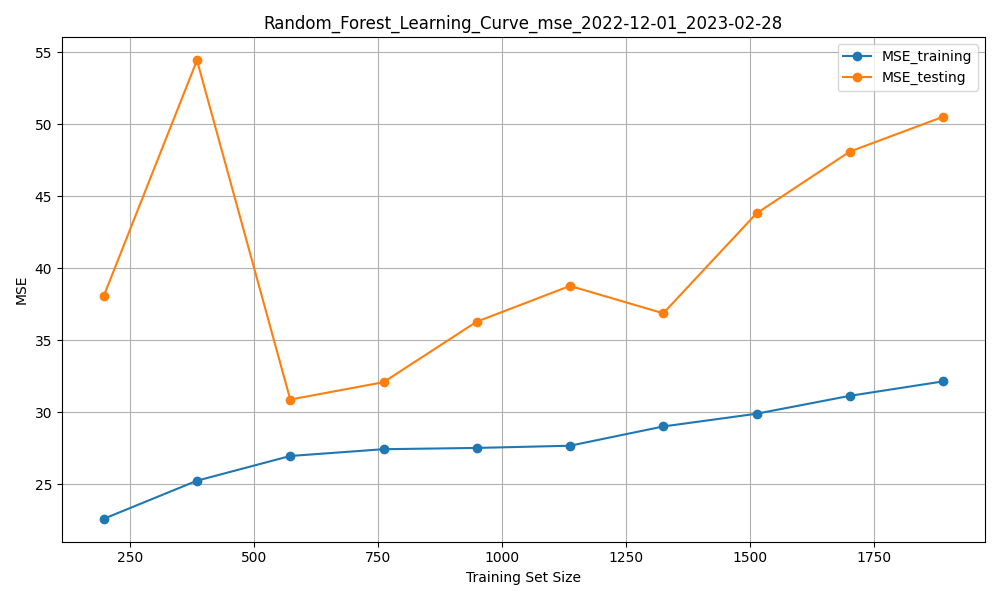 Random_Forest_Learning_Curve_mse_2022-12-01_2023-02-28
MSE_training
MSE_testing
55
50
45
40
35
30
25
MSE
250
500
750
1000
1250
1500
1750
Training Set Size